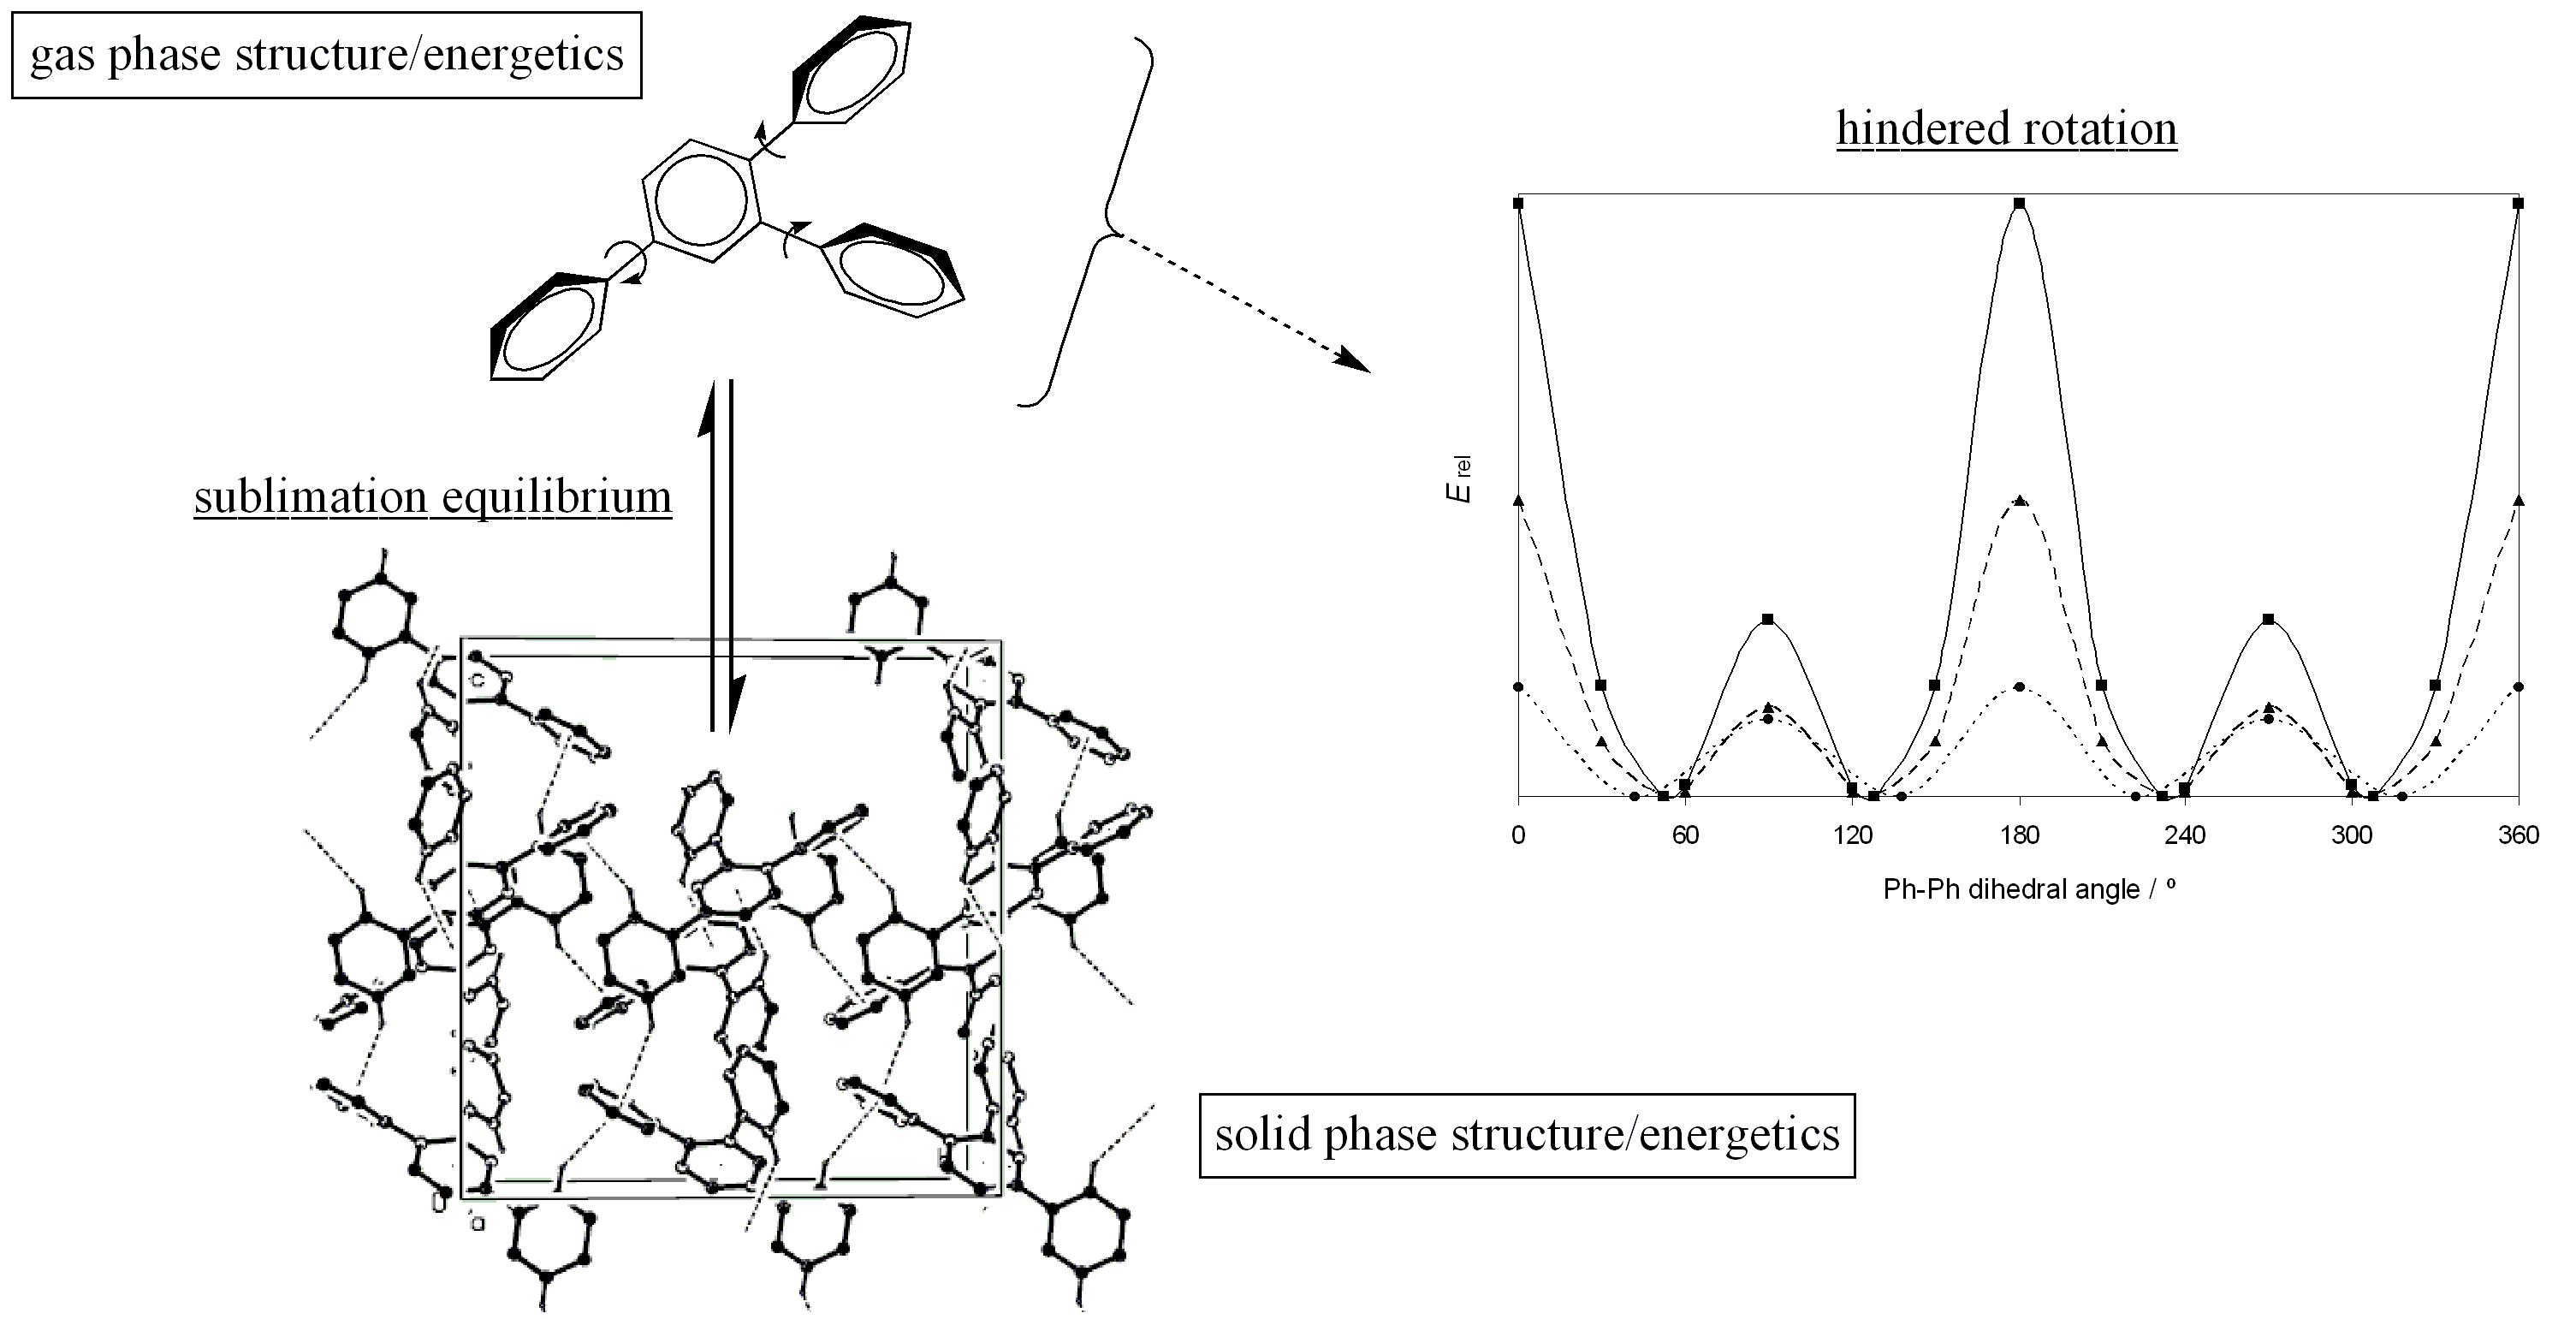 gas phase structure/energetics
hindered rotation
E rel
sublimation equilibrium
c
0 60 120 180 240 300 360
Ph-Ph dihedral angle / º
solid phase structure/energetics
a